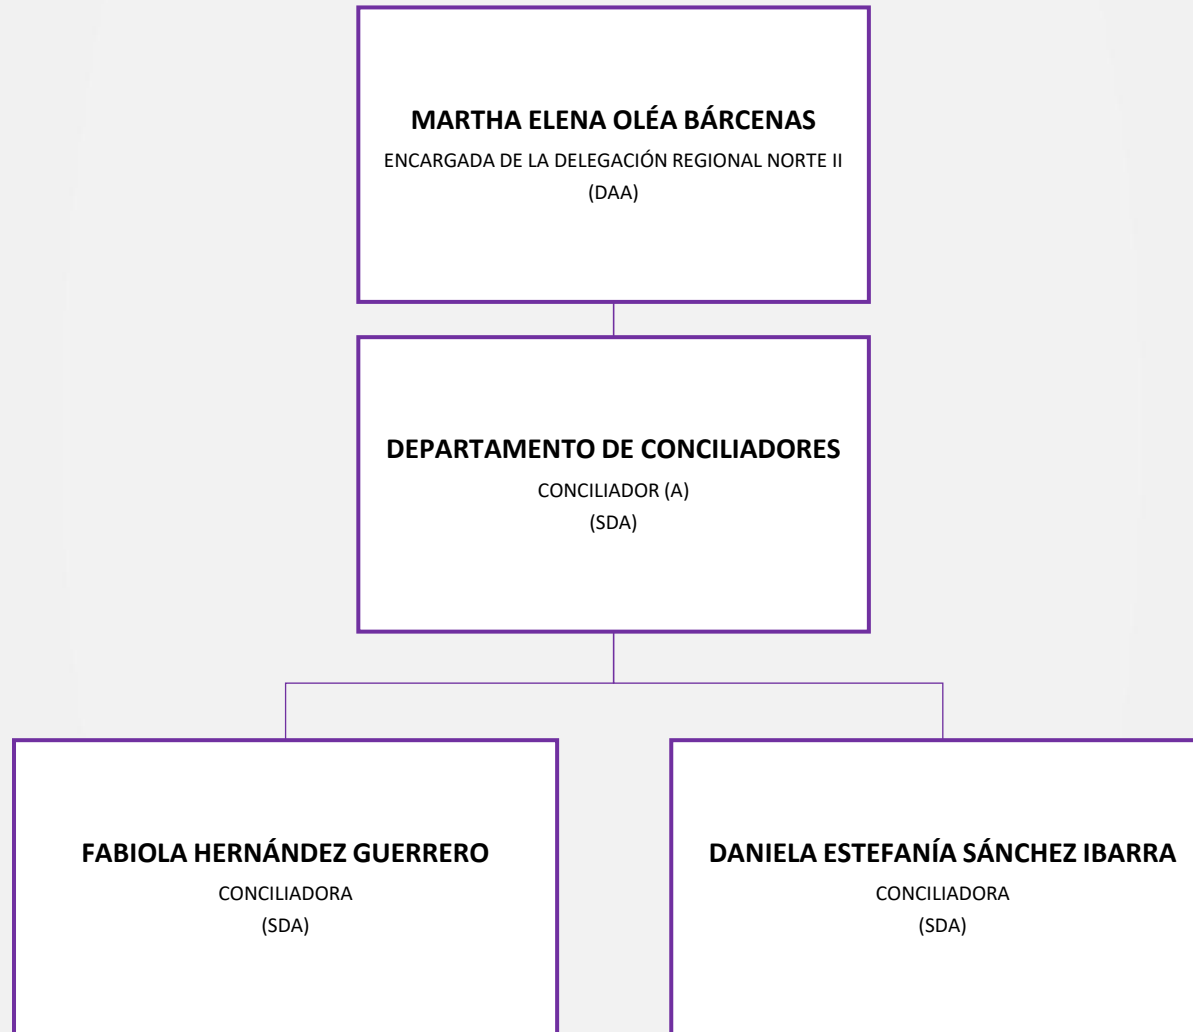 MARTHA ELENA OLÉA BÁRCENAS
ENCARGADA DE LA DELEGACIÓN REGIONAL NORTE II
(DAA)
DEPARTAMENTO DE CONCILIADORES
CONCILIADOR (A)
(SDA)
FABIOLA HERNÁNDEZ GUERRERO
CONCILIADORA
(SDA)
DANIELA ESTEFANÍA SÁNCHEZ IBARRA
CONCILIADORA
(SDA)